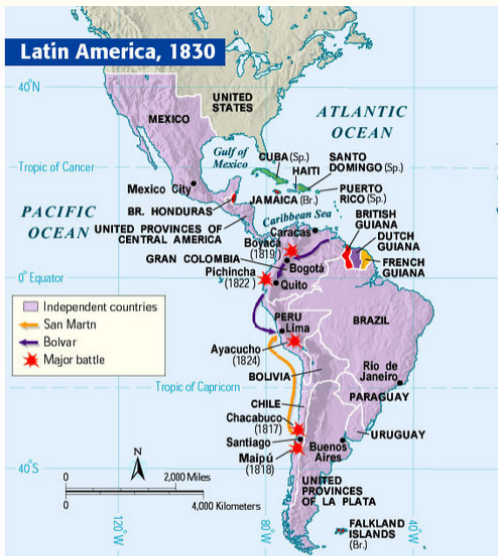 Latin America, 1830
40°N
UNITED
STATES
MEXICO
ATLANTIC
OCEAN
Gulf of
Mexico
Tropic of Cancer
CUBA (Sp.)
SANTO
DOMINGO (Sp.)
HAITI
Mexico City
JAMAICA (Br.)
PUERTO
RICO (Sp.)
BR. HONDURAS
PACIFIC
OCEAN
Caribbean Sea
UNITED PROVINCES OF
CENTRAL AMERICA
Caracas
BRITISH
GUIANA
DUTCH
GUIANA
FRENCH
GUIANA
Boyacá
(1819)
GRAN COLOMBIA
Bogotá
Pichincha
(1822)
Quito
0° Equator
Independent countries
San Martn
Bolvar
Major battle
PERU
Lima
BRAZIL
Ayacucho
(1824)
BOLIVIA
Rio de
Janeiro
Tropic of Capricorn
PARAGUAY
CHILE
Chacabuco
(1817)
Santiago
Maipú
(1818)
Buenos
Aires
URUGUAY
UNITED
PROVINCES
OF LA PLATA
40°S
N
0
2,000 Miles
0
4,000 Kilometers
FALKLAND
ISLANDS
(Br.)
120°W
80°W
40°W